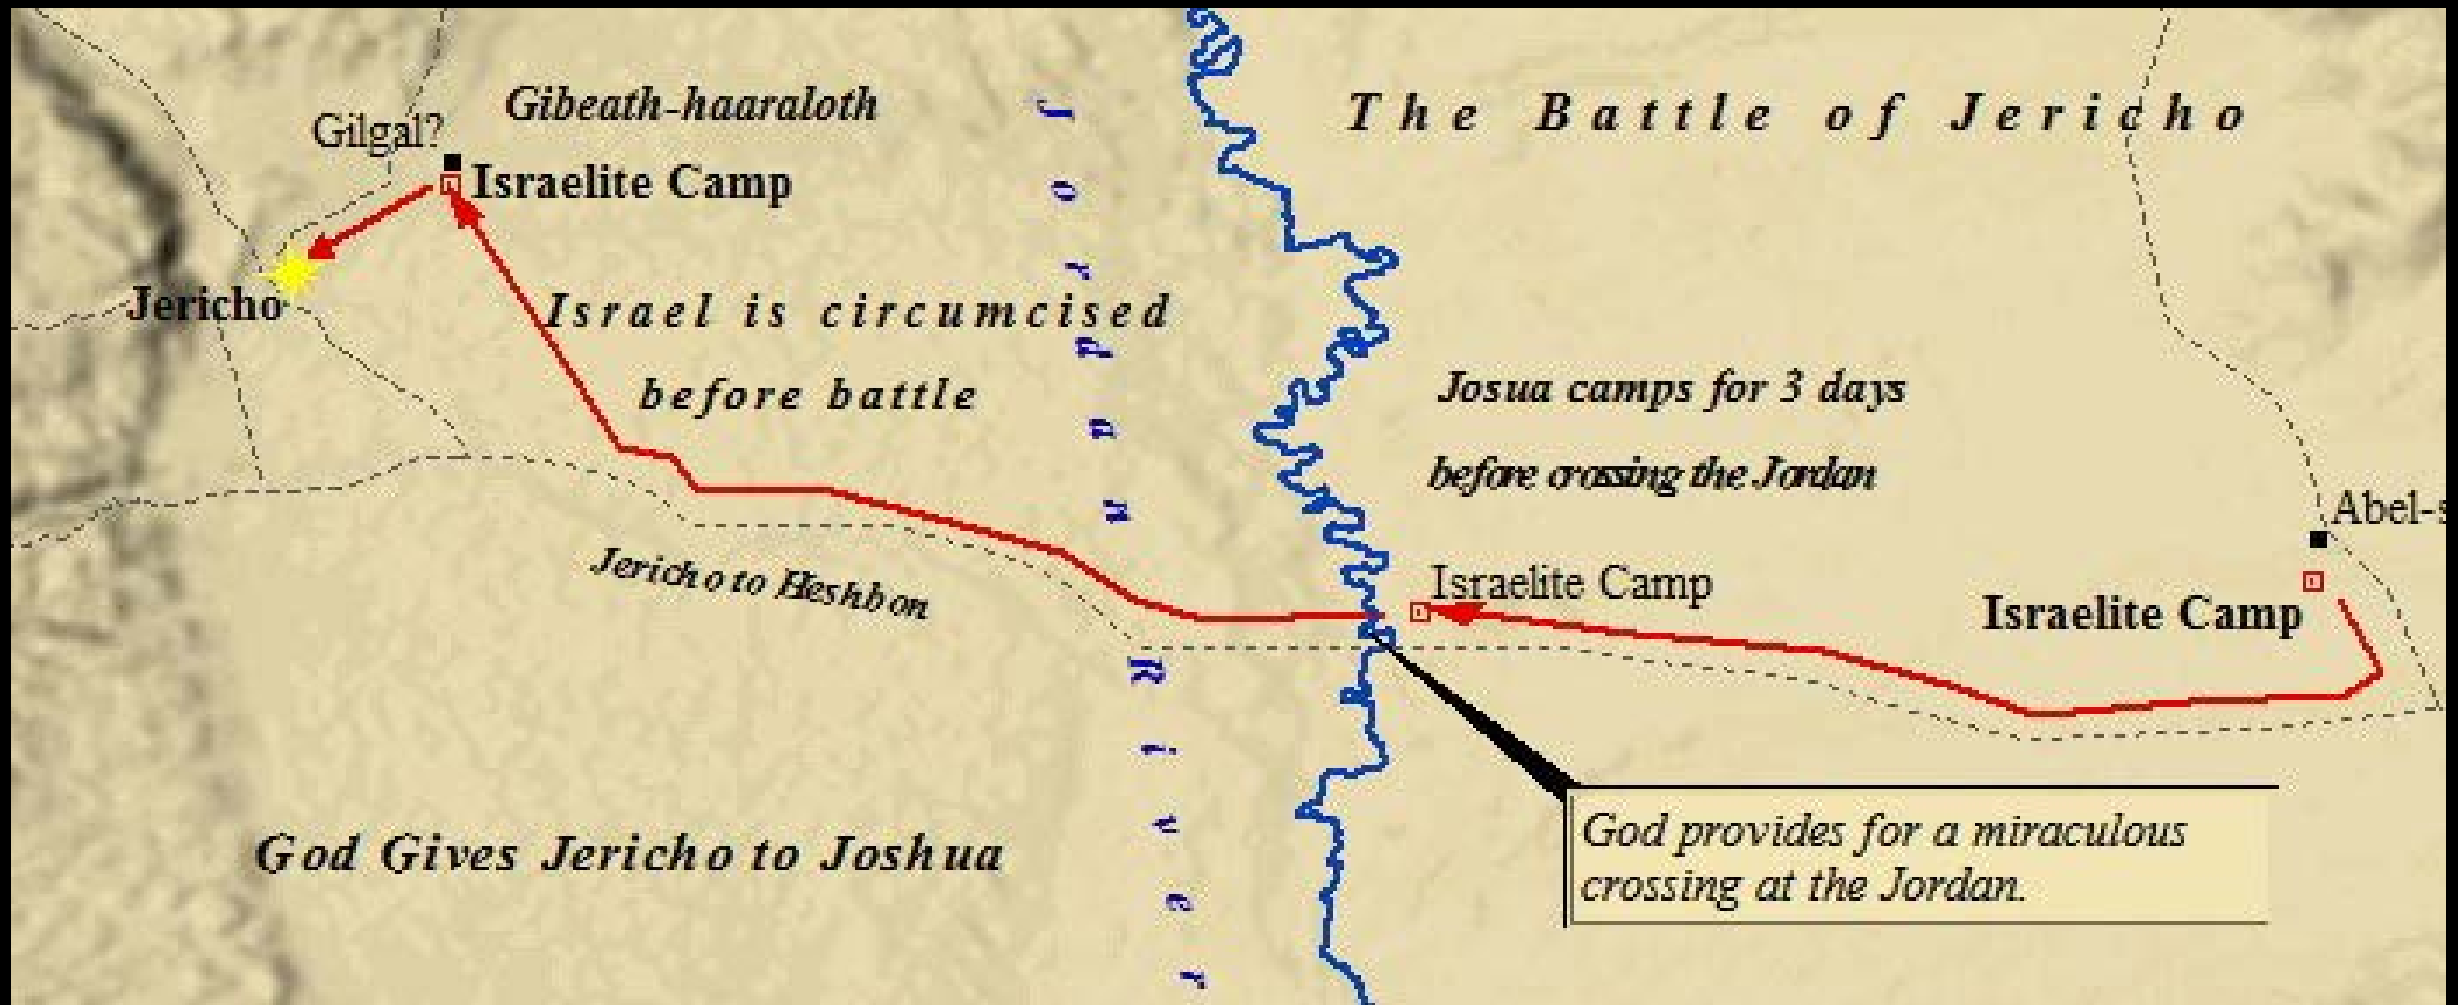 Gibeath-haaraloth
The Battle of Jericho
Gilgal?
Israelite Camp
Jericho
Israel is circumcised
before battle
Jordan River
Josua camps for 3 days
before crossing the Jordan
Abel-s
Israelite Camp
Israelite Camp
Jericho to Heshbon
God provides for a miraculous
crossing at the Jordan.
God Gives Jericho to Joshua